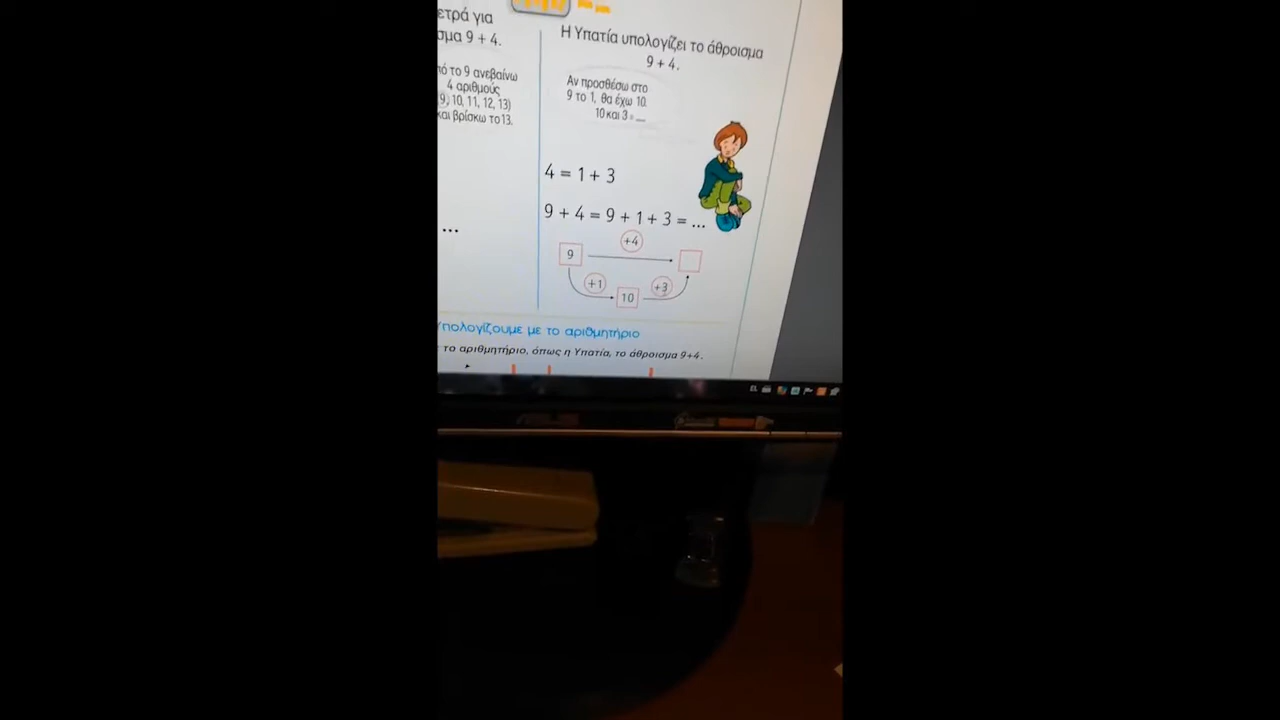 ετρά για
σμα 9 + 4.
πό το 9 ανεβαίνω
4 αριθμούς
(9) 10, 11, 12, 13)
και βρίσκω το 13.
...
Η Υπατία υπολογίζει το άθροισμα
9 + 4.
Αν προσθέσω στο
9 το 1, θα έχω 10.
10 και 3 = ...
4 = 1 + 3
9 + 4 = 9 + 1 + 3 = ...
+4
9
+1
+3
10
Υπολογίζουμε με το αριθμητήριο
το αριθμητήριο, όπως η Υπατία, το άθροισμα 9+4.
EL